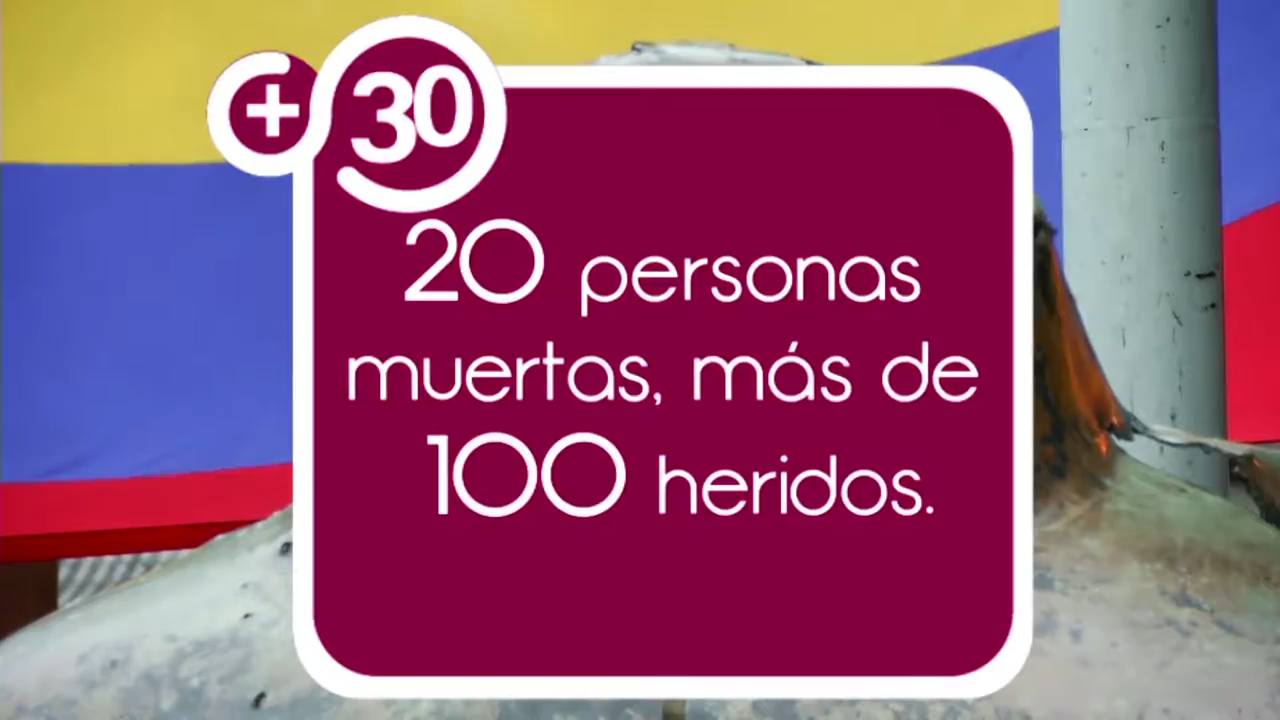 +30
20 personas
muertas, más de
100 heridos.